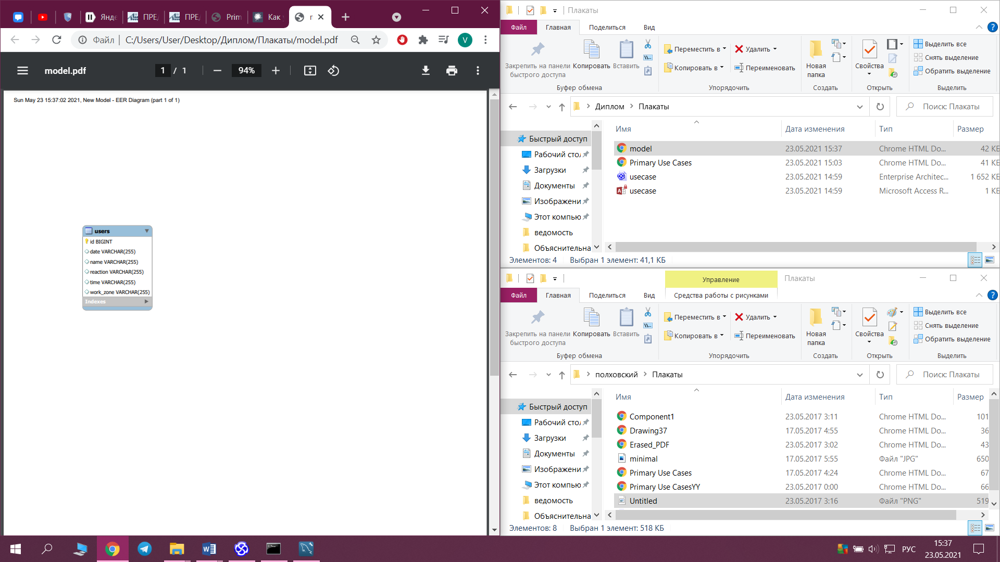 Янде
ПРЕД
ПРЕД
Prim
Как
C:/Users/User/Desktop/Диплом/Плакаты/model.pdf
Файл
V
model.pdf
1 / 1
94%
Sun May 23 15:37:02 2021, New Model - EER Diagram (part 1 of 1)
users
id BIGINT
date VARCHAR(255)
name VARCHAR(255)
reaction VARCHAR(255)
time VARCHAR(255)
work_zone VARCHAR(255)
Indexes
Плакаты
Файл
Главная
Поделиться
Вид
Закрепить на панели
быстрого доступа
Копировать
Вставить
Переместить в
Копировать в
Удалить
Переименовать
Новая
папка
Свойства
Выделить все
Снять выделение
Обратить выделение
Буфер обмена
Упорядочить
Создать
Открыть
Выделить
Диплом
Плакаты
Поиск: Плакаты
Быстрый доступ
Рабочий стол
Загрузки
Документы
Изображени
Этот компью
ведомость
Объяснительна
Имя Дата изменения Тип Размер
model 23.05.2021 15:37 Chrome HTML Do... 42 КБ
Primary Use Cases 23.05.2021 15:03 Chrome HTML Do... 41 КБ
usecase 23.05.2021 14:59 Enterprise Architec... 1 652 КБ
usecase 23.05.2021 14:59 Microsoft Access R... 1 КБ
Элементов: 4 Выбран 1 элемент: 41,1 КБ
Управление
Плакаты
Файл
Главная
Поделиться
Вид
Средства работы с рисунками
Закрепить на панели
быстрого доступа
Копировать
Вставить
Переместить в
Копировать в
Удалить
Переименовать
Новая
папка
Свойства
Выделить все
Снять выделение
Обратить выделение
Буфер обмена
Упорядочить
Создать
Открыть
Выделить
полховский
Плакаты
Поиск: Плакаты
Быстрый доступ
Рабочий стол
Загрузки
Документы
Изображени
Этот компью
ведомость
Объяснительна
Имя Дата изменения Тип Размер
Component1 23.05.2017 3:11 Chrome HTML Do... 101
Drawing37 17.05.2017 4:55 Chrome HTML Do... 36
Erased_PDF 23.05.2017 3:02 Chrome HTML Do... 43
minimal 17.05.2017 5:55 Файл "JPG" 650
Primary Use Cases 17.05.2017 4:24 Chrome HTML Do... 67
Primary Use CasesYY 23.05.2017 0:00 Chrome HTML Do... 66
Untitled 23.05.2017 3:16 Файл "PNG" 519
Элементов: 8 Выбран 1 элемент: 518 КБ
РУС
15:37
23.05.2021